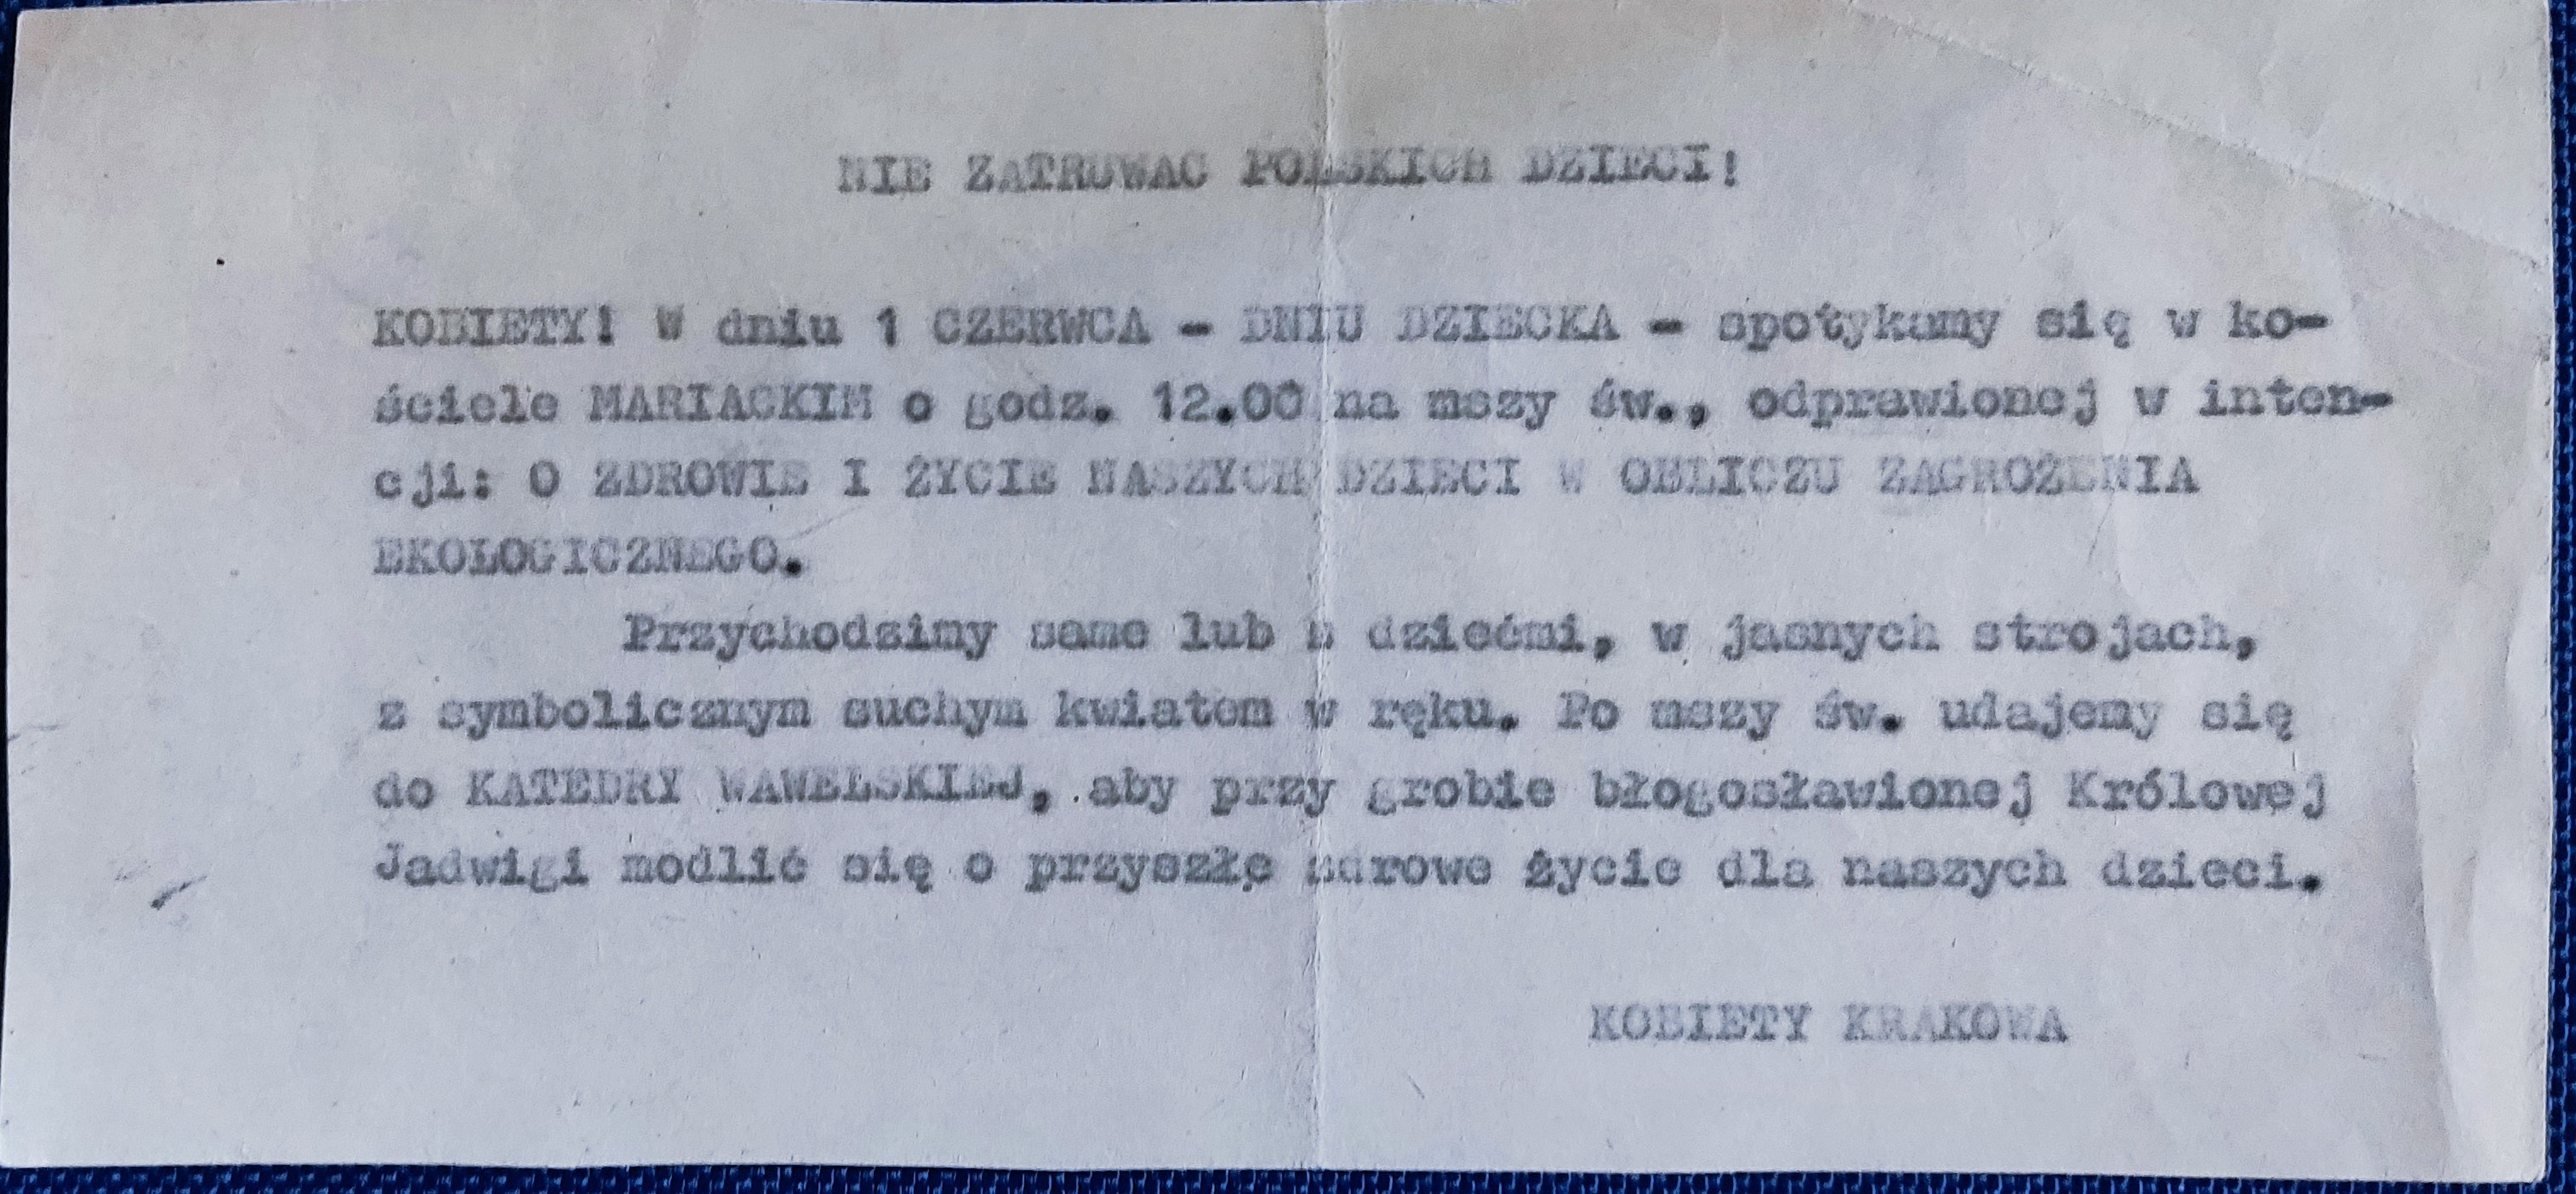 NIE ZATRUWAC POLSKICH DZIECI!
KOBIETY! W dniu 1 CZERWCA - DNIU DZIECKA - spotykamy się w ko-
ściele MARIACKIM o godz. 12.00 na mszy św., odprawionej w inten-
cji: O ZDROWIE I ŻYCIE NASZYCH DZIECI W OBLICZU ZAGROŻENIA
EKOLOGICZNEGO.
Przychodzimy same lub z dziećmi, w jasnych strojach,
z symbolicznym suchym kwiatem w ręku. Po mszy św. udajemy się
do KATEDRY WAWELSKIEJ, aby przy grobie błogosławionej Królowej
Jadwigi modlić się o przyszłe zdrowe życie dla naszych dzieci.
KOBIETY KRAKOWA